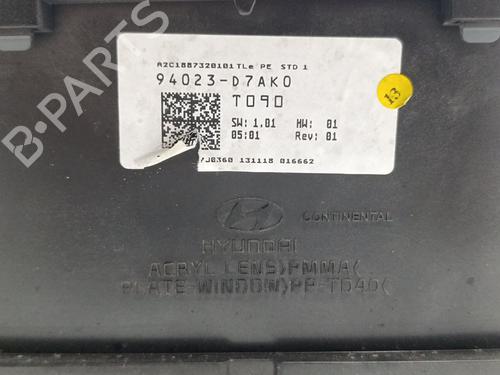 A2C1887320101TLe PE STD 1
94023-D7AK0
T090
SW: 1.01 HW: 01
05:01 Rev: 01
/J0360 131118 016662
13
CONTINENTAL
HYUNDAI
ACRYL LENS>PMMA<
PLATE-WINDOW>PP-TD40<
B-PARTS